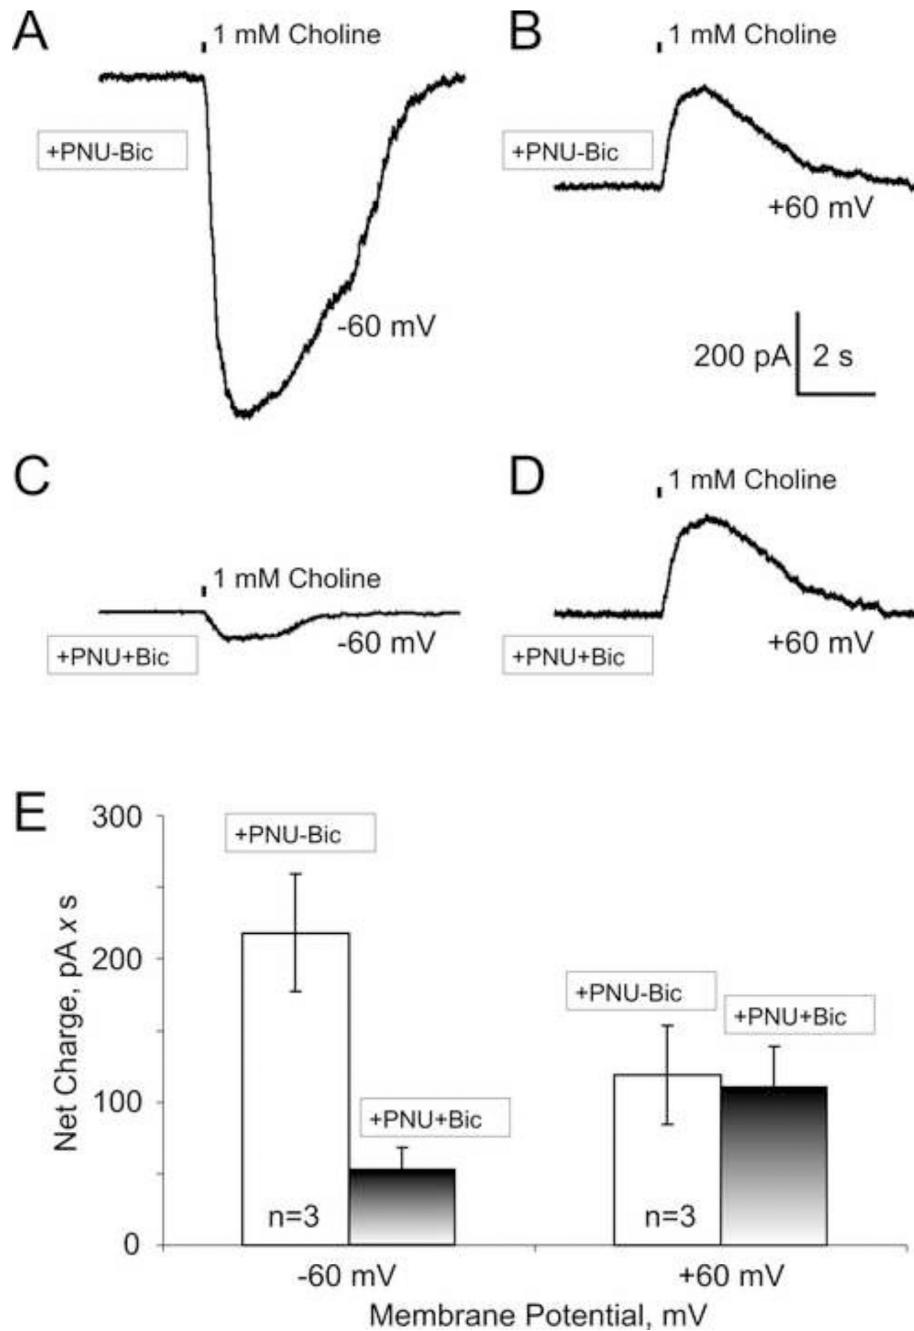 A
1 mM Choline
+PNU-Bic
-60 mV
B
1 mM Choline
+PNU-Bic
+60 mV
200 pA
2 s
C
1 mM Choline
+PNU+Bic
-60 mV
D
1 mM Choline
+PNU+Bic
+60 mV
E
Net Charge, pA x s
300
200
100
0
+PNU-Bic
+PNU+Bic
n=3
+PNU-Bic
+PNU+Bic
n=3
-60 mV
+60 mV
Membrane Potential, mV